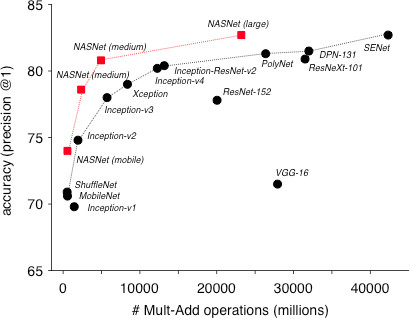 85
NASNet (large)
NASNet (medium)
SENet
80
NASNet (medium)
Inception-ResNet-v2
PolyNet
DPN-131
Inception-v4
ResNeXt-101
Xception
ResNet-152
Inception-v3
75
Inception-v2
NASNet (mobile)
VGG-16
ShuffleNet
70
MobileNet
Inception-v1
65
accuracy (precision @1)
0
10000
20000
30000
40000
# Mult-Add operations (millions)